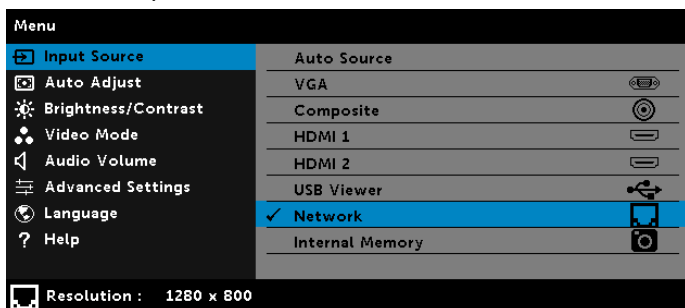 Menu
Input Source
Auto Adjust
Brightness/Contrast
Video Mode
Audio Volume
Advanced Settings
Language
? Help
Auto Source
VGA
Composite
HDMI 1
HDMI 2
USB Viewer
✓ Network
Internal Memory
Resolution : 1280 x 800